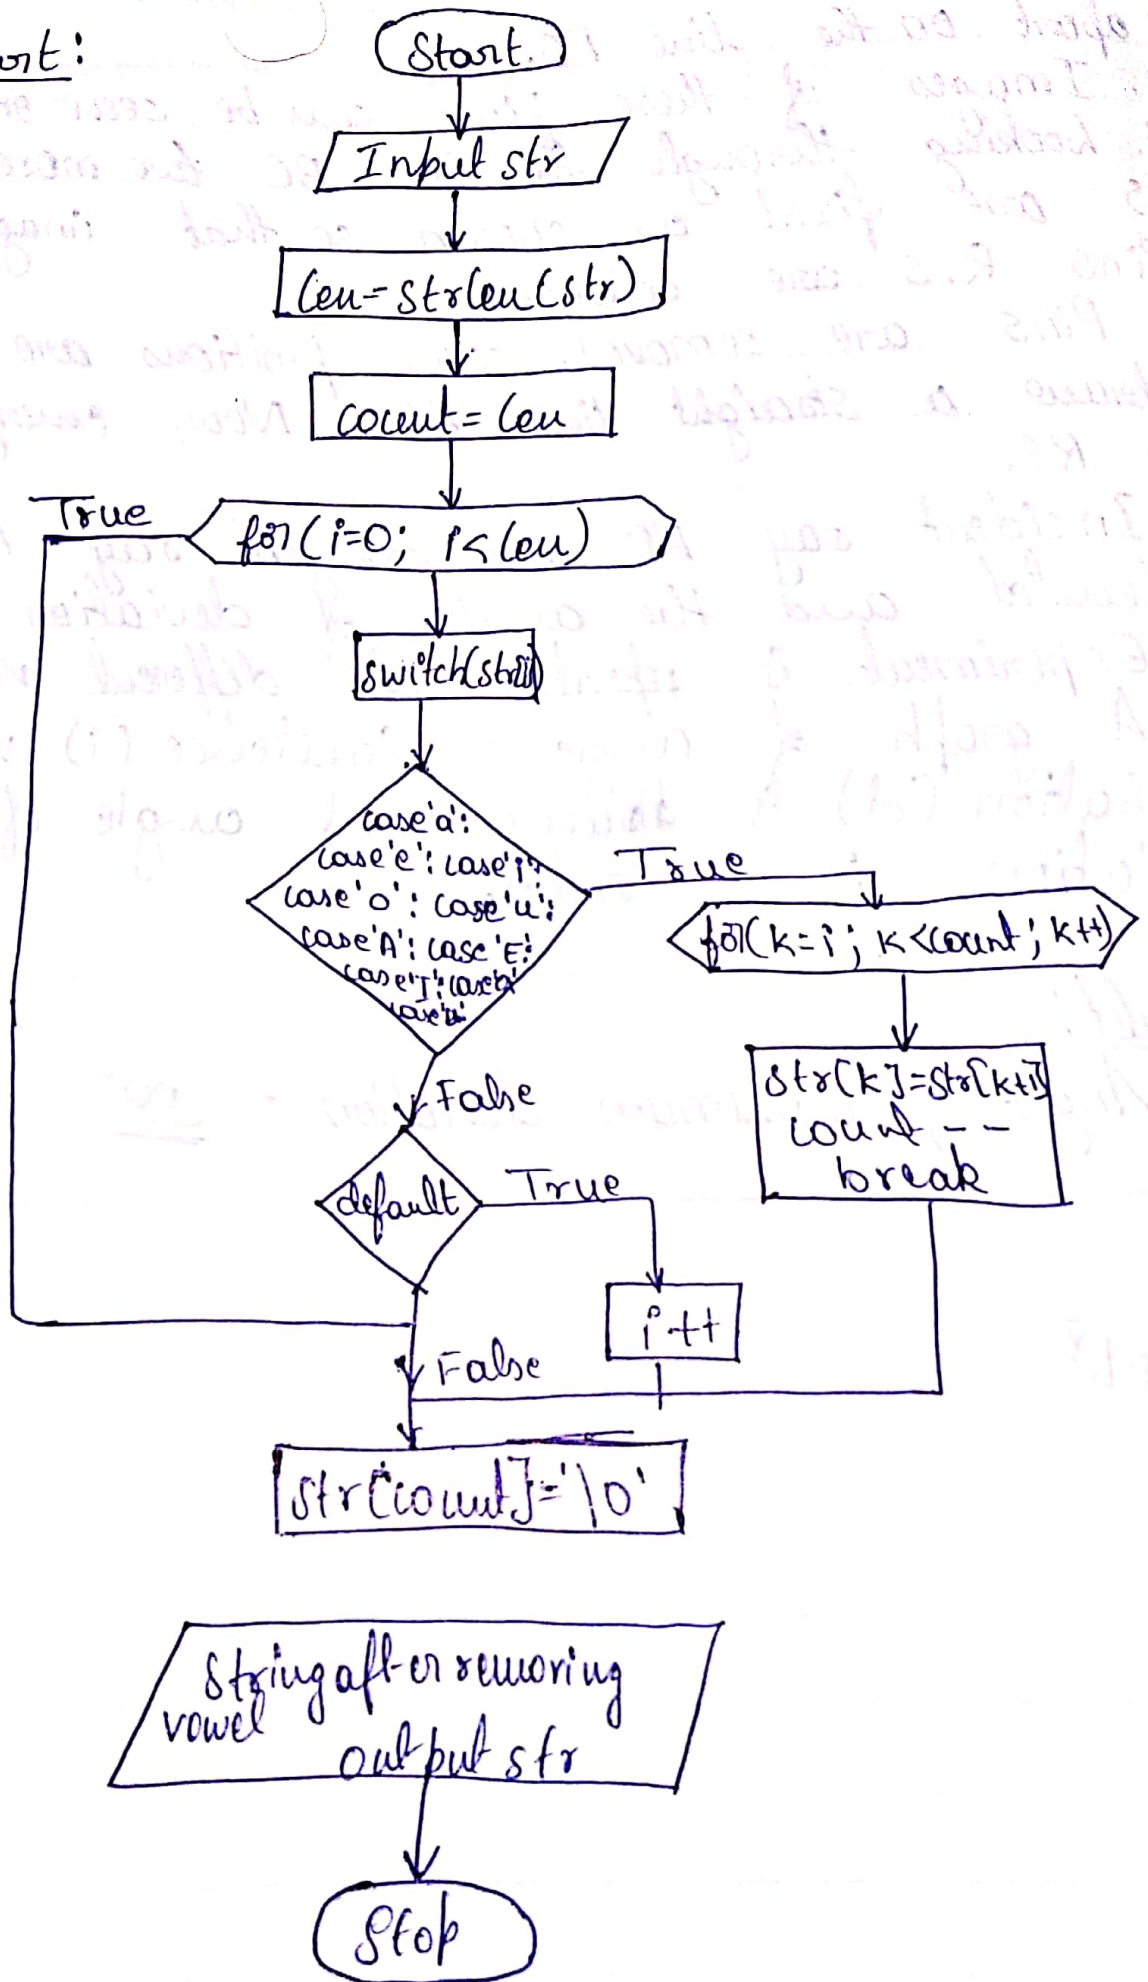 ort:
Start.
Input str
len=strlen(str)
count=len
for(i=0; i<len)
True
switch(str[i])
case'a':
case'e': case'i':
case'o': case'u':
case'A': case'E':
case'I': case
case
True
for(k=i; k<count; k++)
str[k]=str[k+1]
count--
break
False
default
True
i++
False
str[count]='\0'
String after removing
vowel
output str
Stop